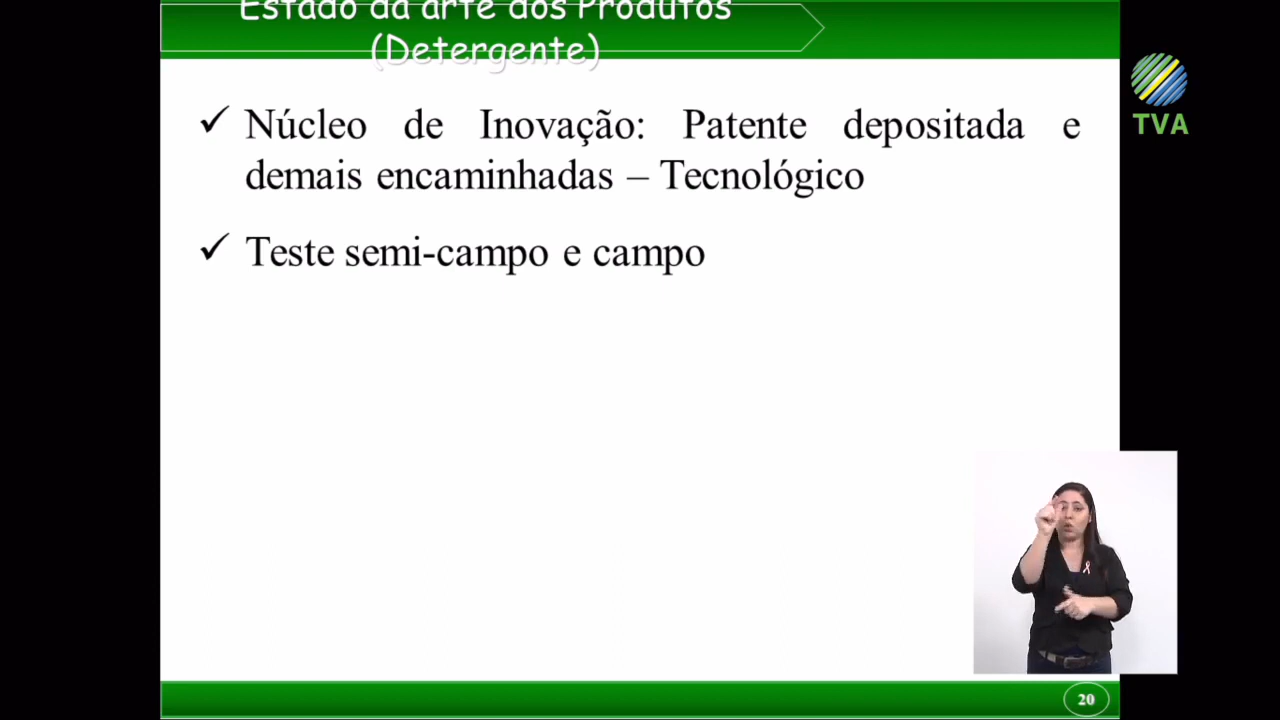 Estado da arte dos Produtos
(Detergente)
TVA
✓ Núcleo de Inovação: Patente depositada e
demais encaminhadas – Tecnológico
✓ Teste semi-campo e campo
20